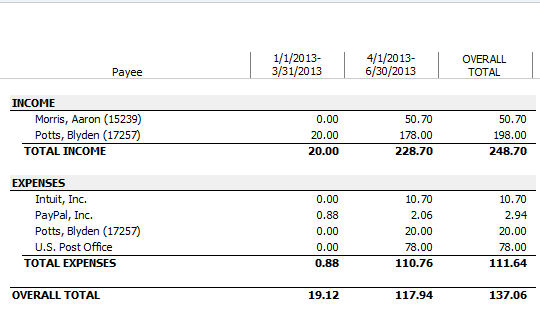 1/1/2013- 4/1/2013- OVERALL
Payee 3/31/2013 6/30/2013 TOTAL
INCOME
Morris, Aaron (15239) 0.00 50.70 50.70
Potts, Blyden (17257) 20.00 178.00 198.00
TOTAL INCOME 20.00 228.70 248.70
EXPENSES
Intuit, Inc. 0.00 10.70 10.70
PayPal, Inc. 0.88 2.06 2.94
Potts, Blyden (17257) 0.00 20.00 20.00
U.S. Post Office 0.00 78.00 78.00
TOTAL EXPENSES 0.88 110.76 111.64
OVERALL TOTAL 19.12 117.94 137.06